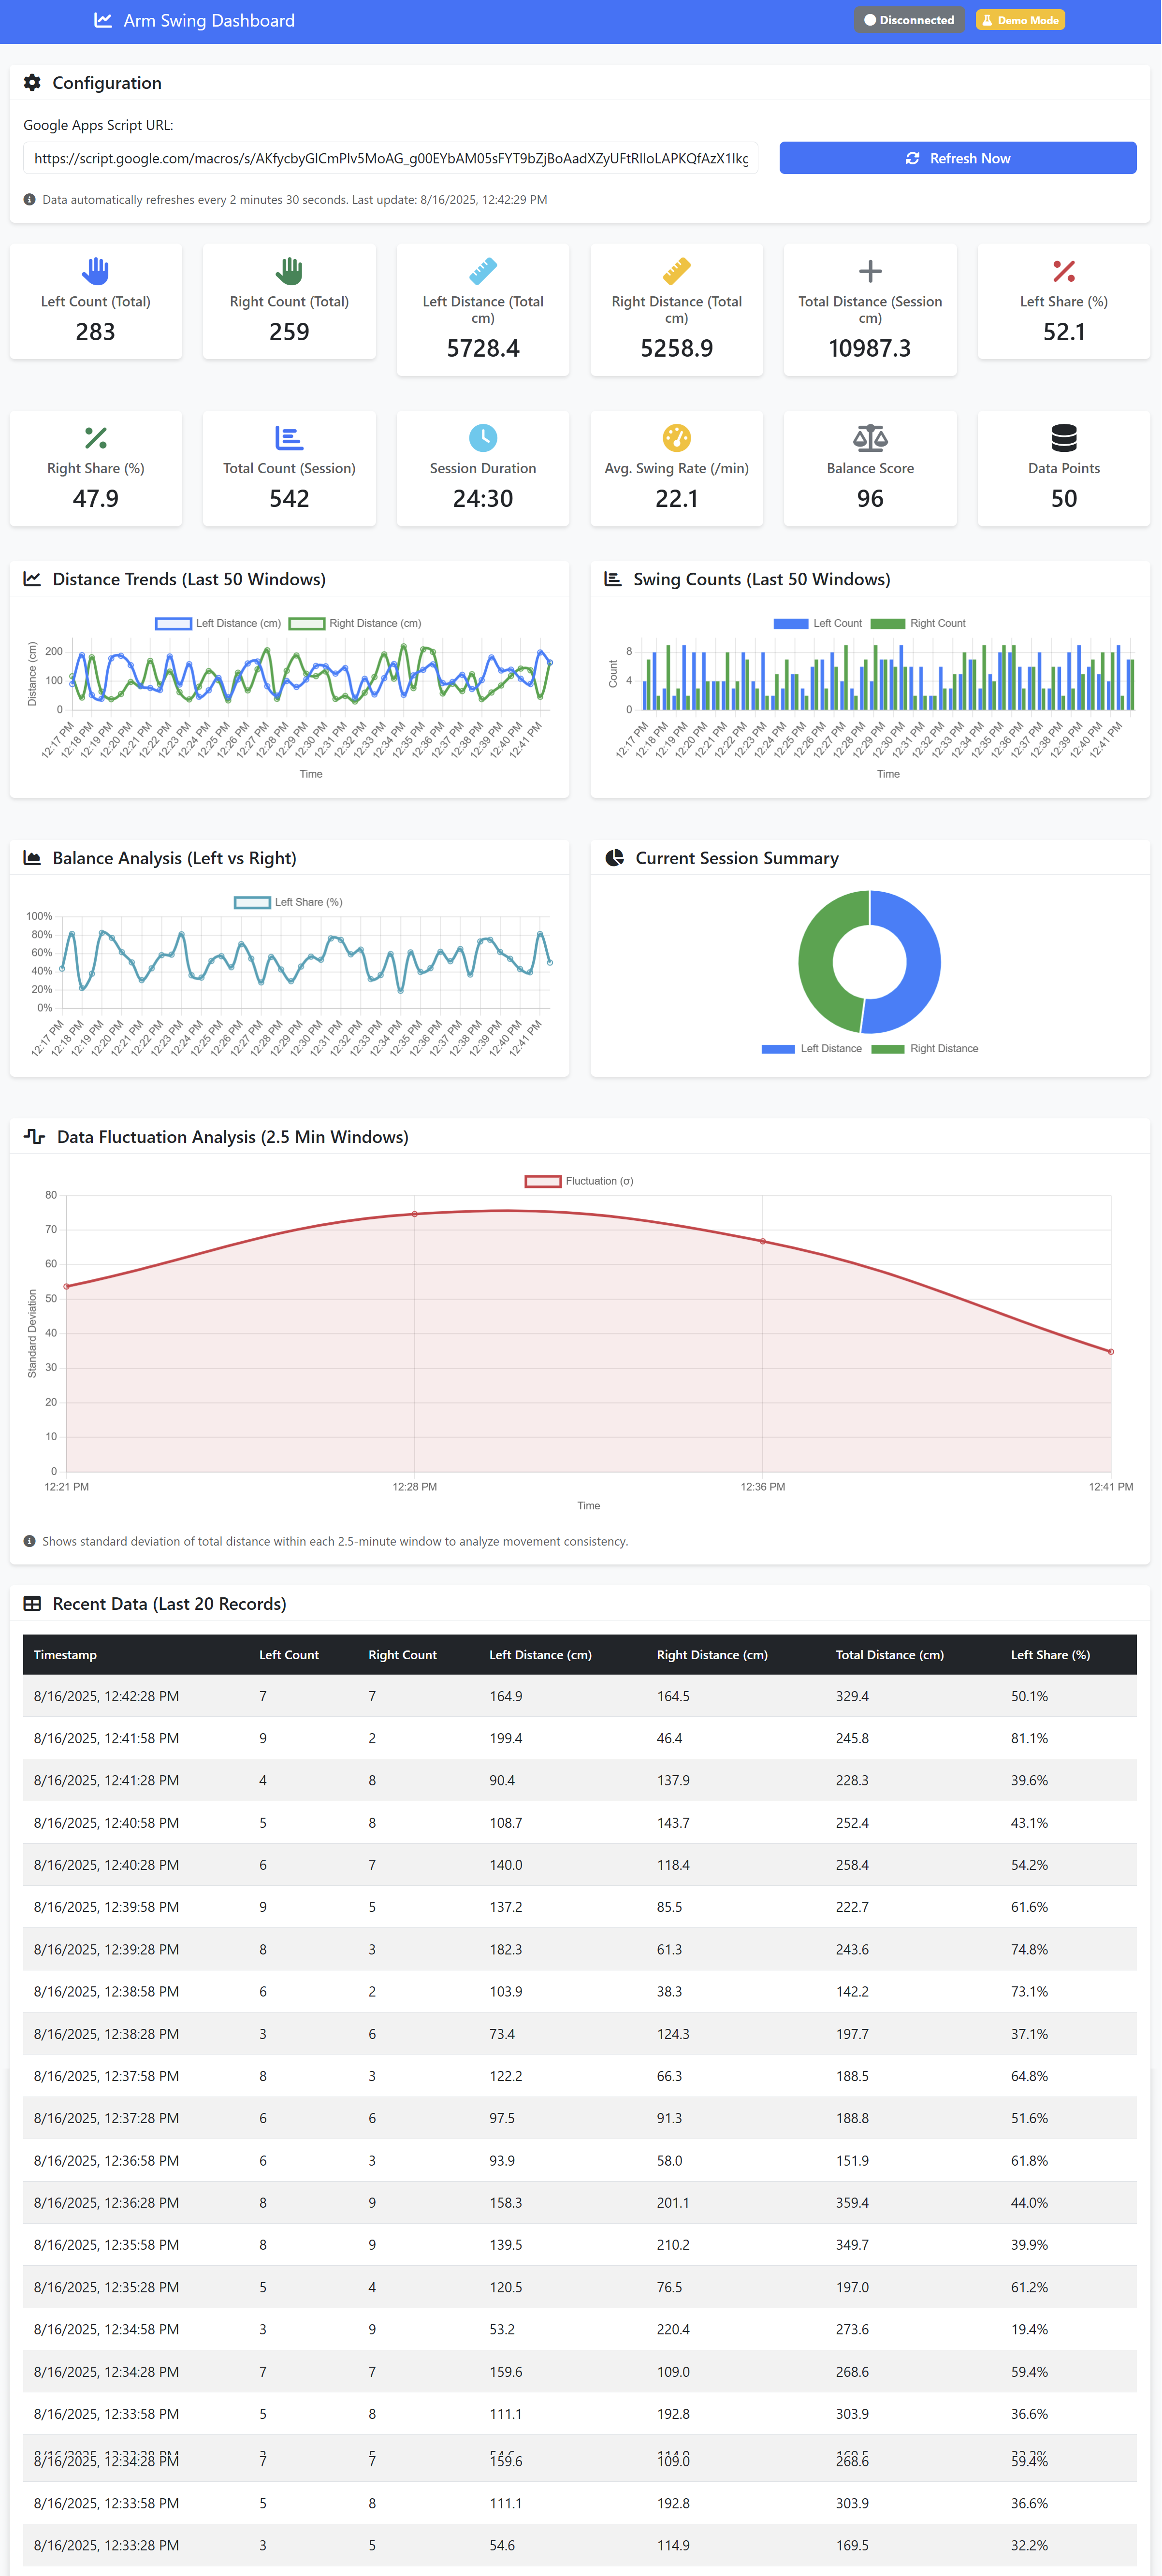 Arm Swing Dashboard
Disconnected
Demo Mode
Configuration
Google Apps Script URL:
Refresh Now
Data automatically refreshes every 2 minutes 30 seconds. Last update: 8/16/2025, 12:42:29 PM
Left Count (Total)
283
Right Count (Total)
259
Left Distance (Total
cm)
5728.4
Right Distance (Total
cm)
5258.9
Total Distance (Session
cm)
10987.3
Left Share (%)
52.1
Right Share (%)
47.9
Total Count (Session)
542
Session Duration
24:30
Avg. Swing Rate (/min)
22.1
Balance Score
96
Data Points
50
Distance Trends (Last 50 Windows)
Left Distance (cm) Right Distance (cm)
Distance (cm)
200
100
0
12:17 PM 12:18 PM 12:19 PM 12:20 PM 12:21 PM 12:22 PM 12:23 PM 12:24 PM 12:25 PM 12:26 PM 12:27 PM 12:28 PM 12:29 PM 12:30 PM 12:31 PM 12:32 PM 12:33 PM 12:34 PM 12:35 PM 12:36 PM 12:37 PM 12:38 PM 12:39 PM 12:40 PM 12:41 PM
Time
Swing Counts (Last 50 Windows)
Left Count Right Count
Count
8
4
0
12:17 PM 12:18 PM 12:19 PM 12:20 PM 12:21 PM 12:22 PM 12:23 PM 12:24 PM 12:25 PM 12:26 PM 12:27 PM 12:28 PM 12:29 PM 12:30 PM 12:31 PM 12:32 PM 12:33 PM 12:34 PM 12:35 PM 12:36 PM 12:37 PM 12:38 PM 12:39 PM 12:40 PM 12:41 PM
Time
Balance Analysis (Left vs Right)
Left Share (%)
100%
80%
60%
40%
20%
0%
12:17 PM 12:18 PM 12:19 PM 12:20 PM 12:21 PM 12:22 PM 12:23 PM 12:24 PM 12:25 PM 12:26 PM 12:27 PM 12:28 PM 12:29 PM 12:30 PM 12:31 PM 12:32 PM 12:33 PM 12:34 PM 12:35 PM 12:36 PM 12:37 PM 12:38 PM 12:39 PM 12:40 PM 12:41 PM
Current Session Summary
Left Distance Right Distance
Data Fluctuation Analysis (2.5 Min Windows)
Fluctuation (σ)
Standard Deviation
80
70
60
50
40
30
20
10
0
12:21 PM 12:28 PM 12:36 PM 12:41 PM
Time
Shows standard deviation of total distance within each 2.5-minute window to analyze movement consistency.
Recent Data (Last 20 Records)
Timestamp Left Count Right Count Left Distance (cm) Right Distance (cm) Total Distance (cm) Left Share (%)
8/16/2025, 12:42:28 PM 7 7 164.9 164.5 329.4 50.1%
8/16/2025, 12:41:58 PM 9 2 199.4 46.4 245.8 81.1%
8/16/2025, 12:41:28 PM 4 8 90.4 137.9 228.3 39.6%
8/16/2025, 12:40:58 PM 5 8 108.7 143.7 252.4 43.1%
8/16/2025, 12:40:28 PM 6 7 140.0 118.4 258.4 54.2%
8/16/2025, 12:39:58 PM 9 5 137.2 85.5 222.7 61.6%
8/16/2025, 12:39:28 PM 8 3 182.3 61.3 243.6 74.8%
8/16/2025, 12:38:58 PM 6 2 103.9 38.3 142.2 73.1%
8/16/2025, 12:38:28 PM 3 6 73.4 124.3 197.7 37.1%
8/16/2025, 12:37:58 PM 8 3 122.2 66.3 188.5 64.8%
8/16/2025, 12:37:28 PM 6 6 97.5 91.3 188.8 51.6%
8/16/2025, 12:36:58 PM 6 3 93.9 58.0 151.9 61.8%
8/16/2025, 12:36:28 PM 8 9 158.3 201.1 359.4 44.0%
8/16/2025, 12:35:58 PM 8 9 139.5 210.2 349.7 39.9%
8/16/2025, 12:35:28 PM 5 4 120.5 76.5 197.0 61.2%
8/16/2025, 12:34:58 PM 3 9 53.2 220.4 273.6 19.4%
8/16/2025, 12:34:28 PM 7 7 159.6 109.0 268.6 59.4%
8/16/2025, 12:33:58 PM 5 8 111.1 192.8 303.9 36.6%
8/16/2025, 12:34:28 PM 7 7 159.6 109.0 268.6 59.4%
8/16/2025, 12:33:58 PM 5 8 111.1 192.8 303.9 36.6%
8/16/2025, 12:33:28 PM 3 5 54.6 114.9 169.5 32.2%